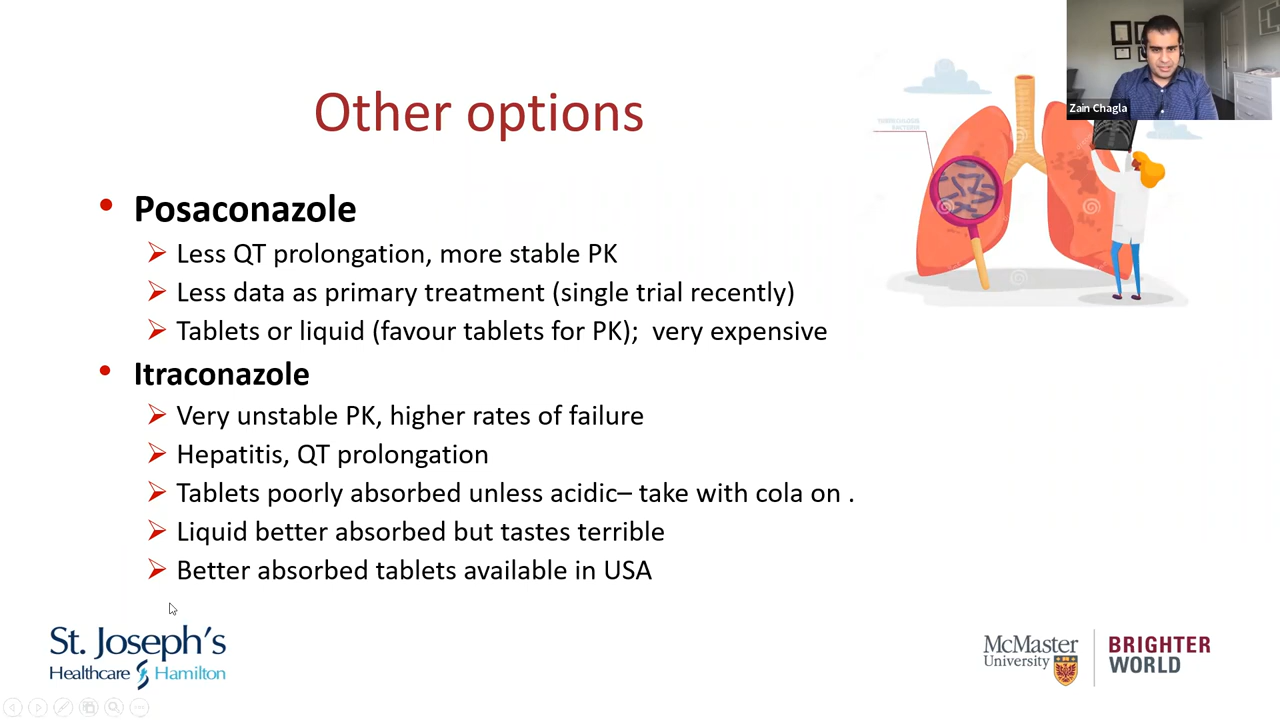 Zain Chagla
Other options
• Posaconazole
➢ Less QT prolongation, more stable PK
➢ Less data as primary treatment (single trial recently)
➢ Tablets or liquid (favour tablets for PK);  very expensive
• Itraconazole
➢ Very unstable PK, higher rates of failure
➢ Hepatitis, QT prolongation
➢ Tablets poorly absorbed unless acidic– take with cola on .
➢ Liquid better absorbed but tastes terrible
➢ Better absorbed tablets available in USA
St. Joseph's
Healthcare Hamilton
McMaster
University
BRIGHTER
WORLD